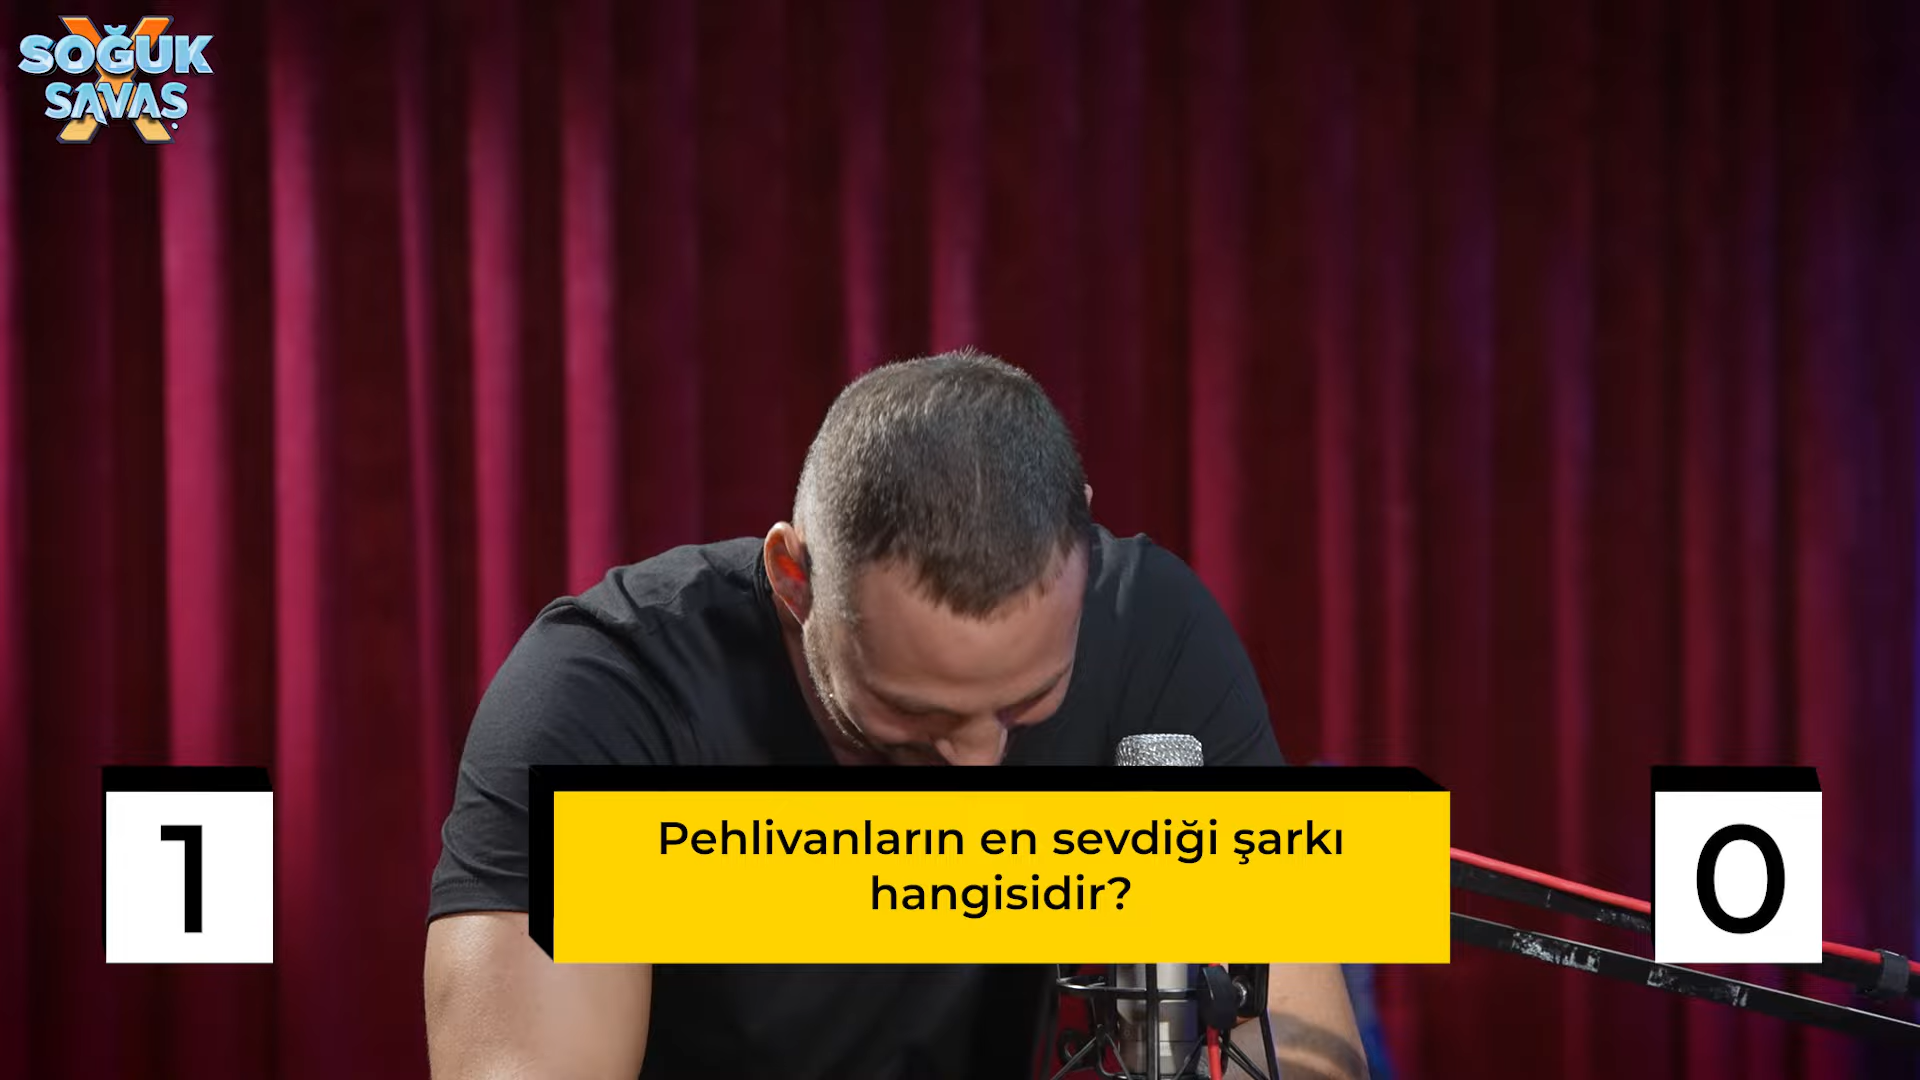 SOĞUK
SAVAŞ
1
Pehlivanların en sevdiği şarkı
hangisidir?
0